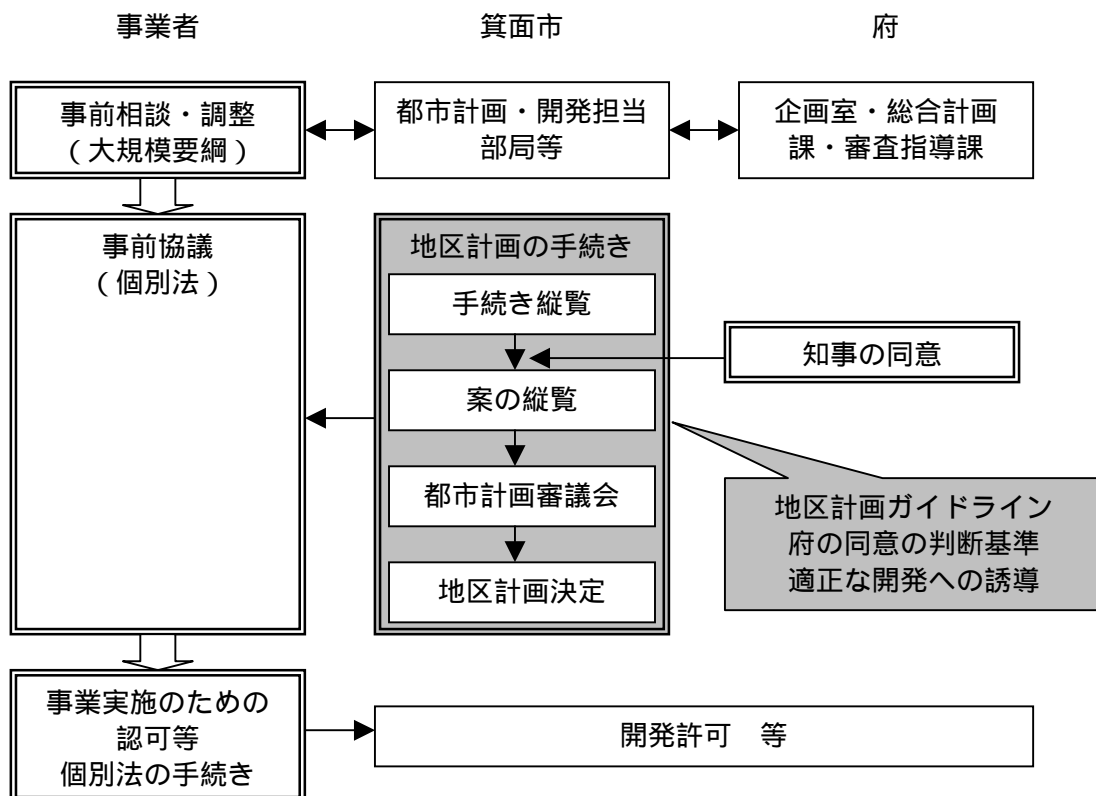 事業者
箕面市
府
事前相談・調整
（大規模要綱）
都市計画・開発担当
部局等
企画室・総合計画
課・審査指導課
事前協議
（個別法）
地区計画の手続き
手続き縦覧
知事の同意
案の縦覧
都市計画審議会
地区計画決定
地区計画ガイドライン
府の同意の判断基準
適正な開発への誘導
事業実施のための
認可等
個別法の手続き
開発許可　等